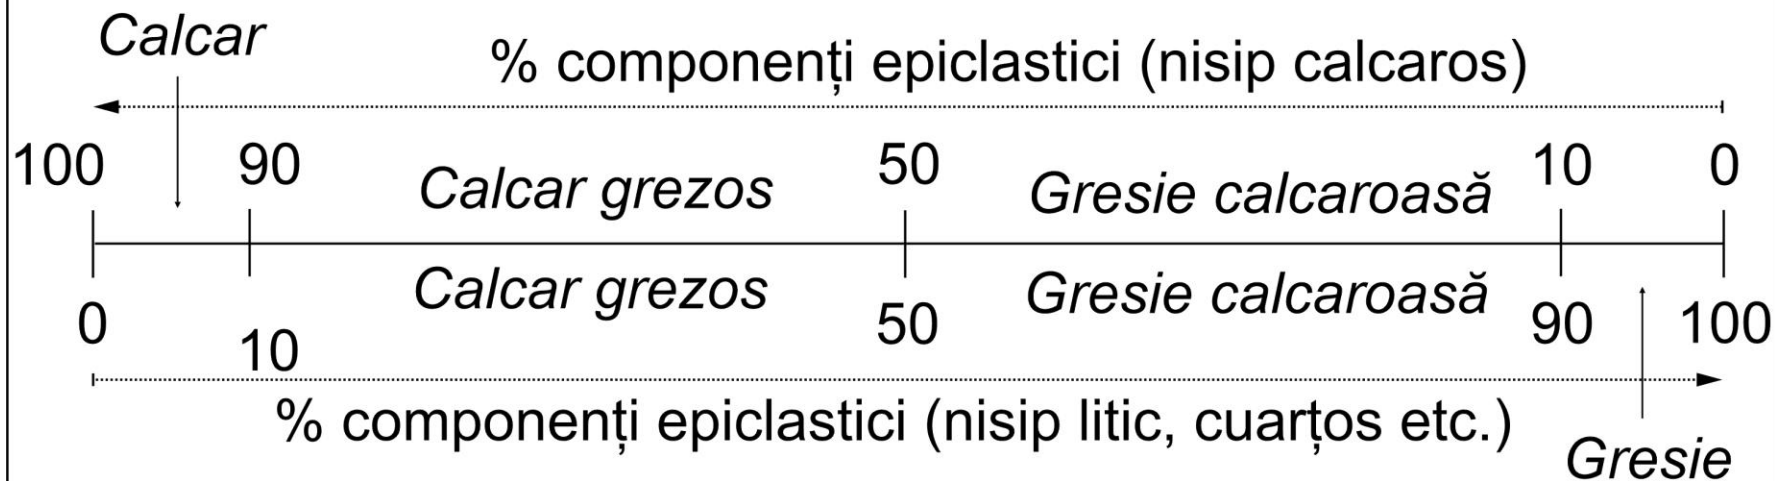 Calcar
% componenți epiclastici (nisip calcaros)
100 90 50 10 0
Calcar grezos Gresie calcaroasă
Calcar grezos Gresie calcaroasă
0 10 50 90 100
% componenți epiclastici (nisip litic, cuarțos etc.)
Gresie